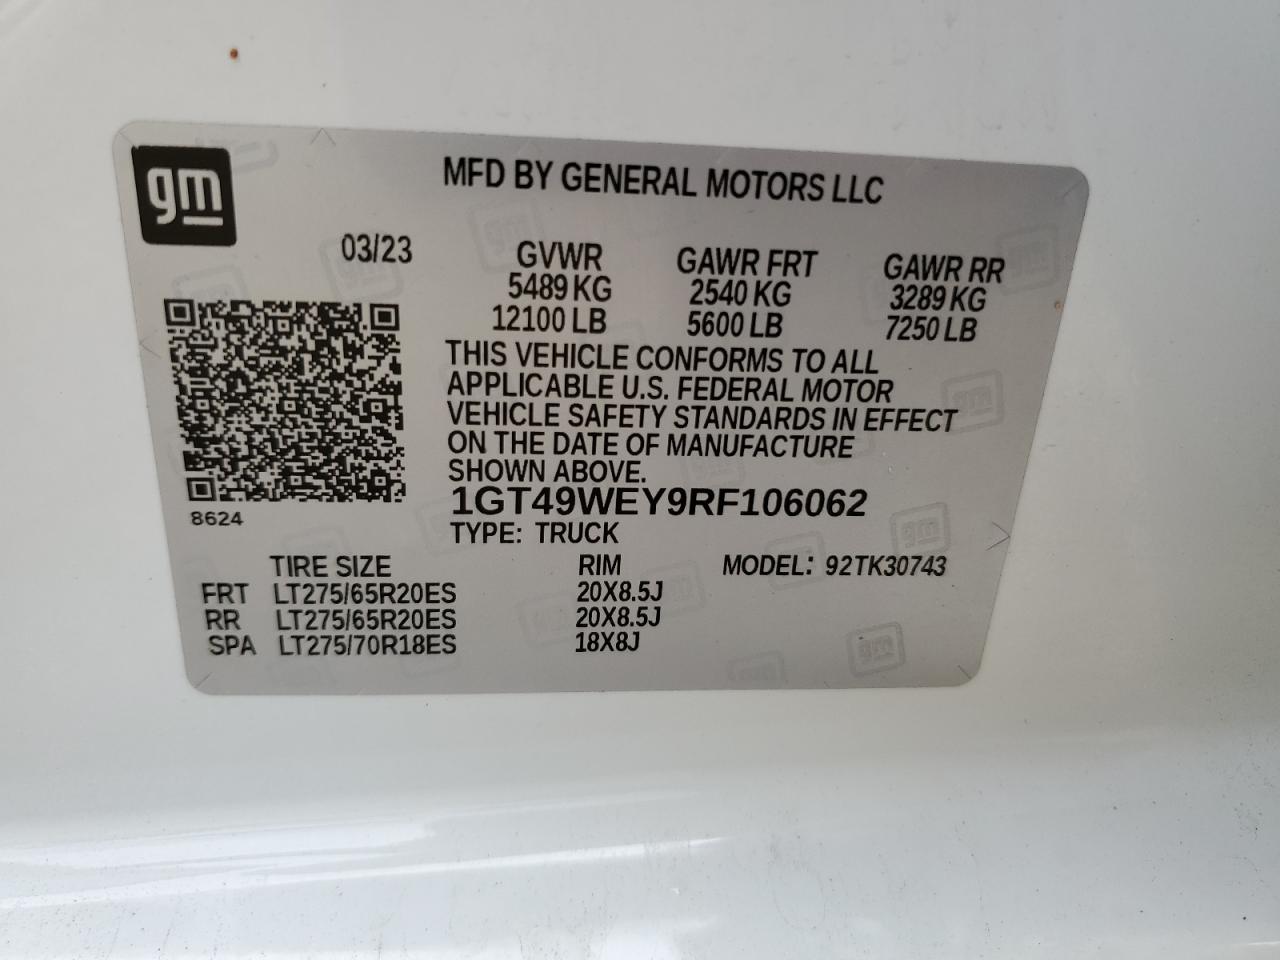 gm
MFD BY GENERAL MOTORS LLC
03/23
GVWR GAWR FRT GAWR RR
5489 KG 2540 KG 3289 KG
12100 LB 5600 LB 7250 LB
THIS VEHICLE CONFORMS TO ALL
APPLICABLE U.S. FEDERAL MOTOR
VEHICLE SAFETY STANDARDS IN EFFECT
ON THE DATE OF MANUFACTURE
SHOWN ABOVE.
1GT49WEY9RF106062
8624
TYPE: TRUCK
TIRE SIZE RIM MODEL: 92TK30743
FRT LT275/65R20ES 20X8.5J
RR LT275/65R20ES 20X8.5J
SPA LT275/70R18ES 18X8J